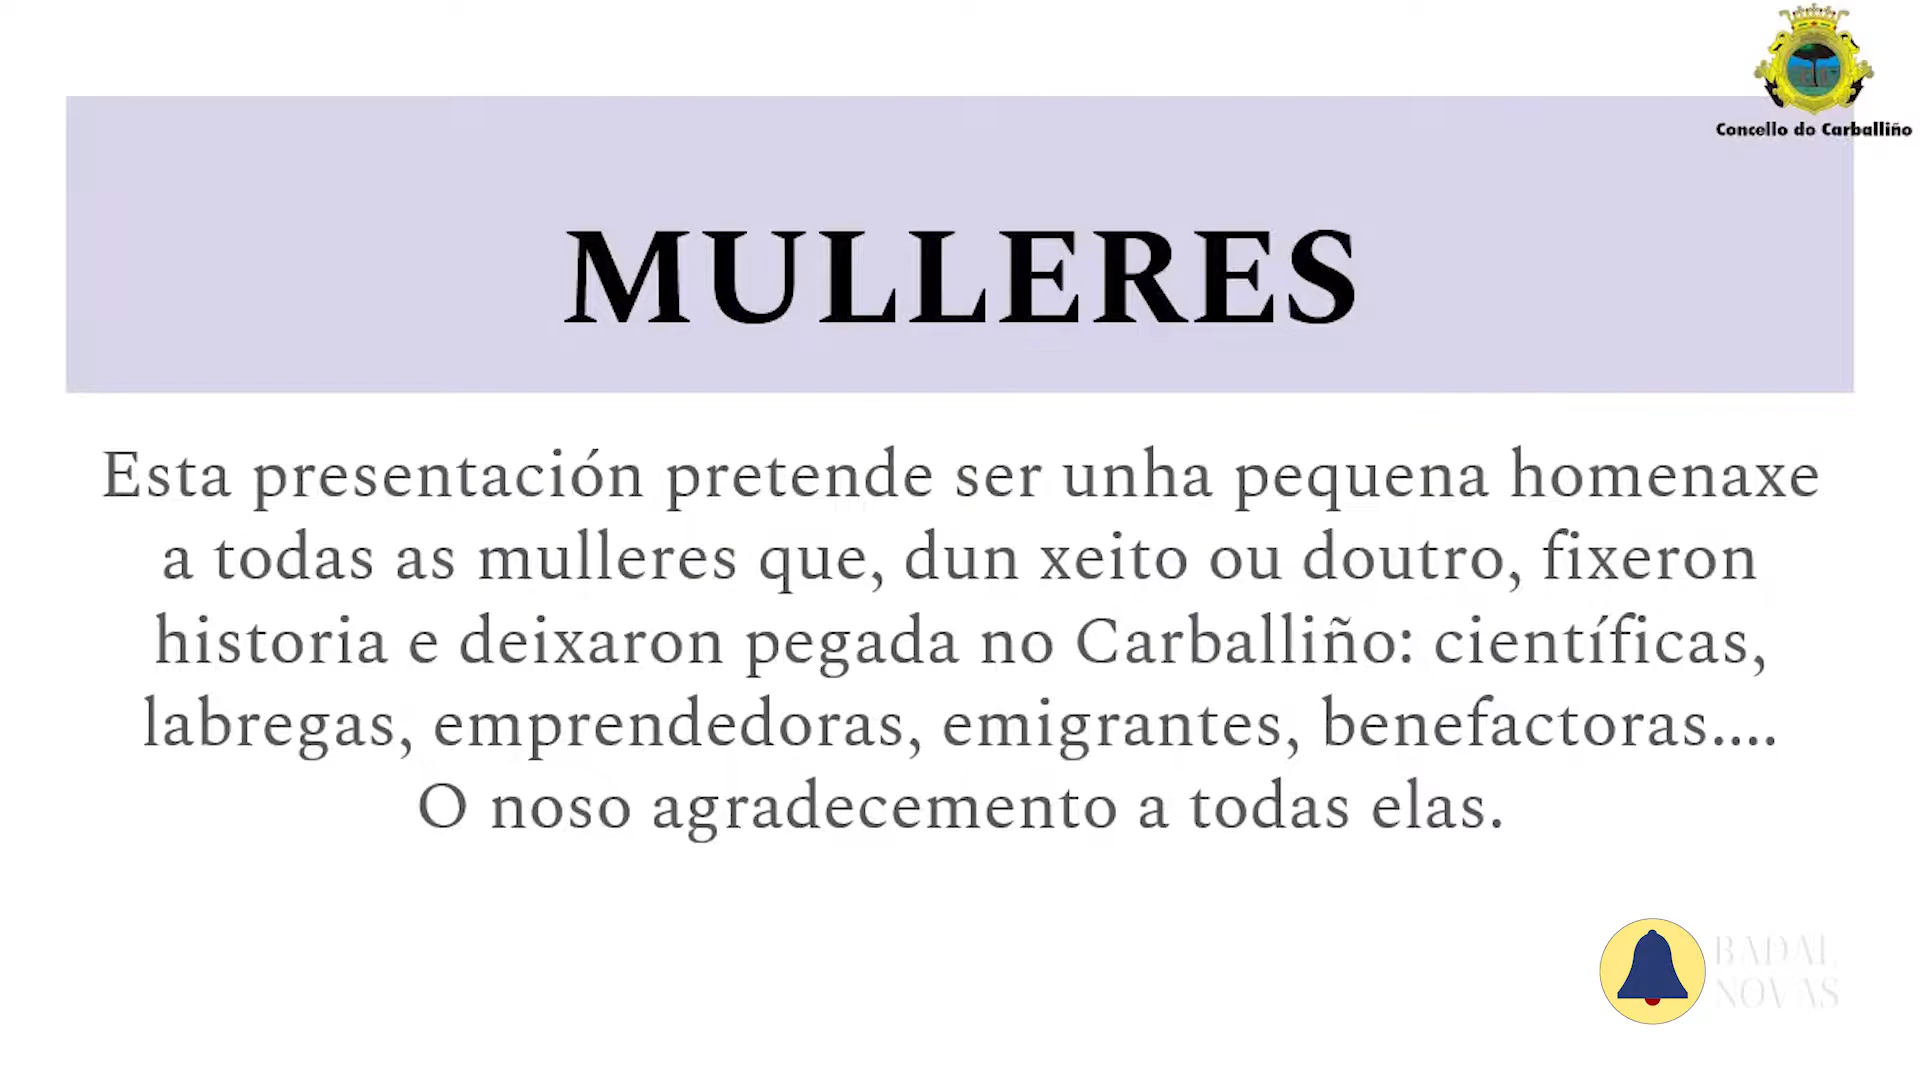 Concello do Carballiño
MULLERES
Esta presentación pretende ser unha pequena homenaxe
a todas as mulleres que, dun xeito ou doutro, fixeron
historia e deixaron pegada no Carballiño: científicas,
labregas, emprendedoras, emigrantes, benefactoras....
O noso agradecemento a todas elas.
BADAL
NOVAS